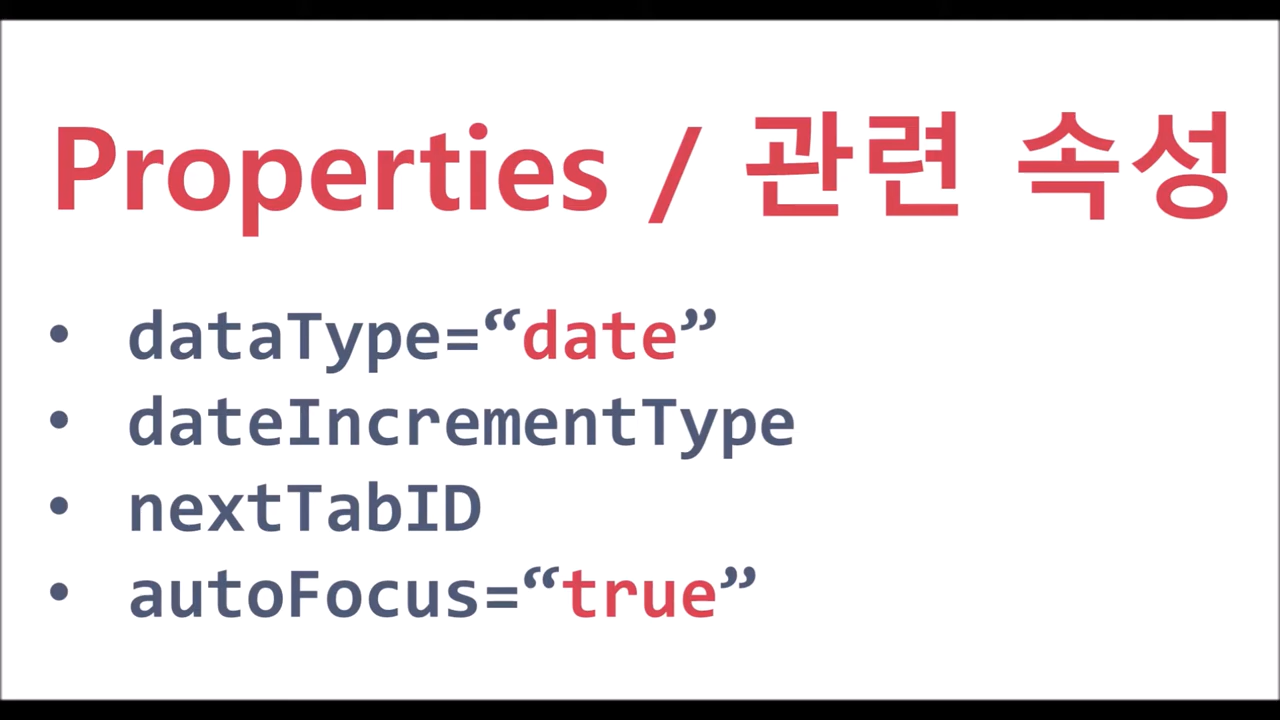 Properties / 관련 속성
• dataType=“date”
• dateIncrementType
• nextTabID
• autoFocus=“true”